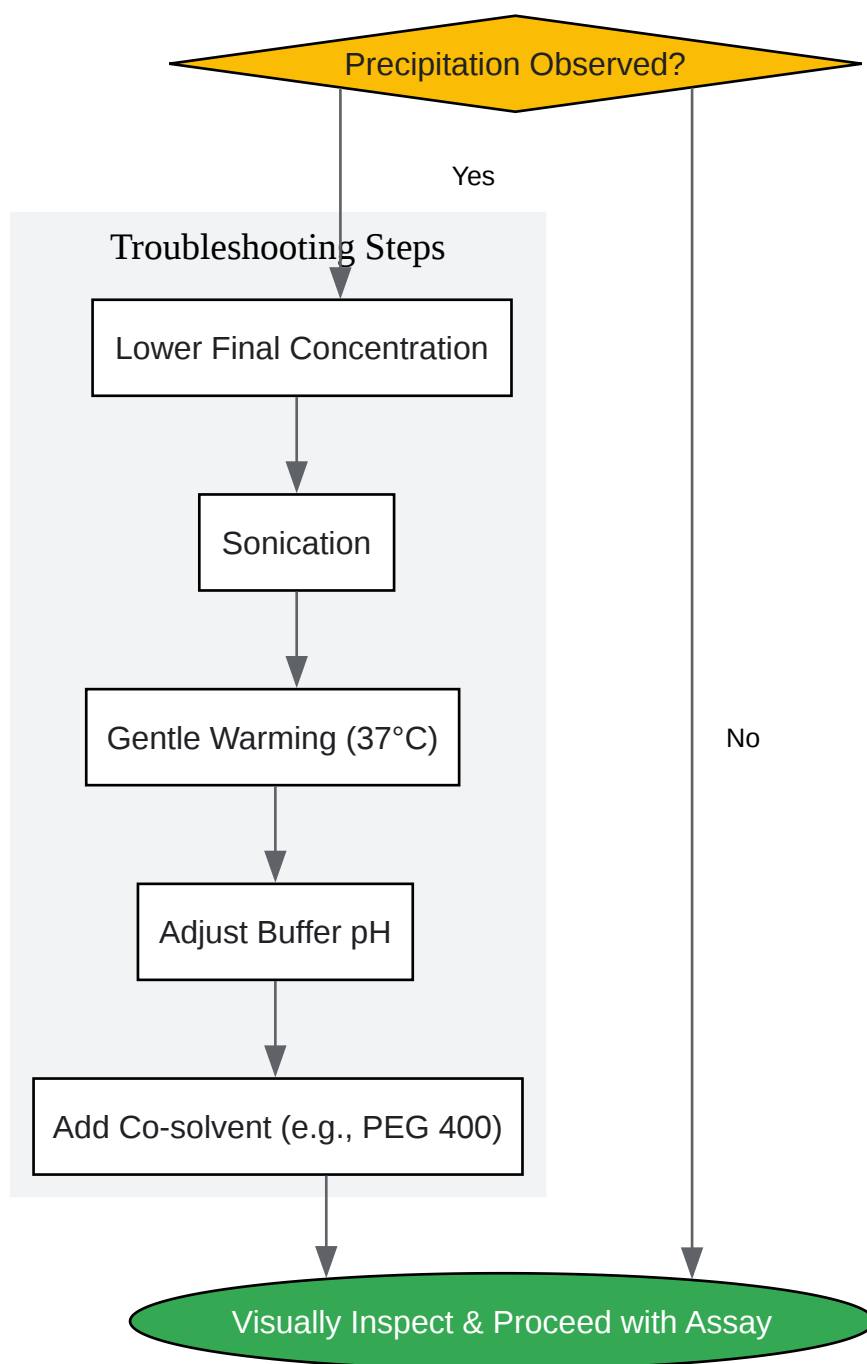 Precipitation Observed?
Yes
Troubleshooting Steps
Lower Final Concentration
Sonication
Gentle Warming (37°C)
No
Adjust Buffer pH
Add Co-solvent (e.g., PEG 400)
Visually Inspect & Proceed with Assay